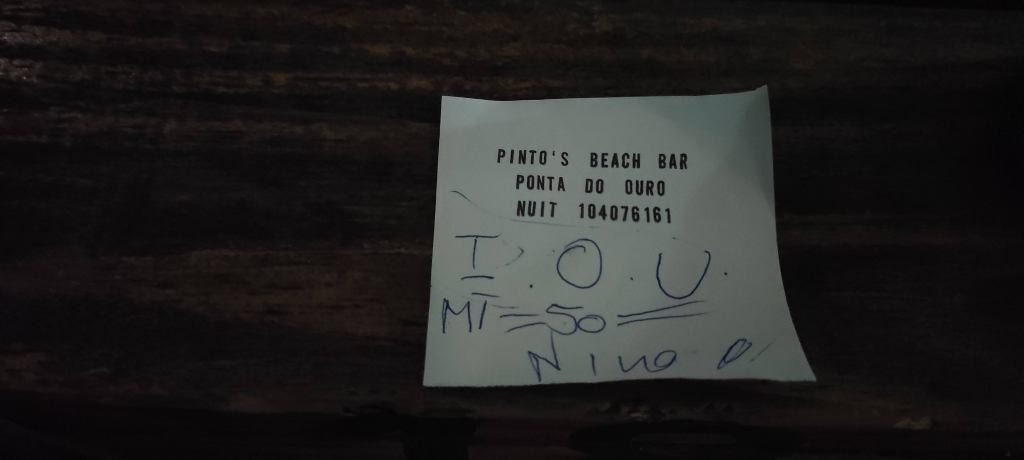 PINTO'S BEACH BAR
PONTA DO OURO
NUIT 104076161
I.O.U.
MT=50=
Nino